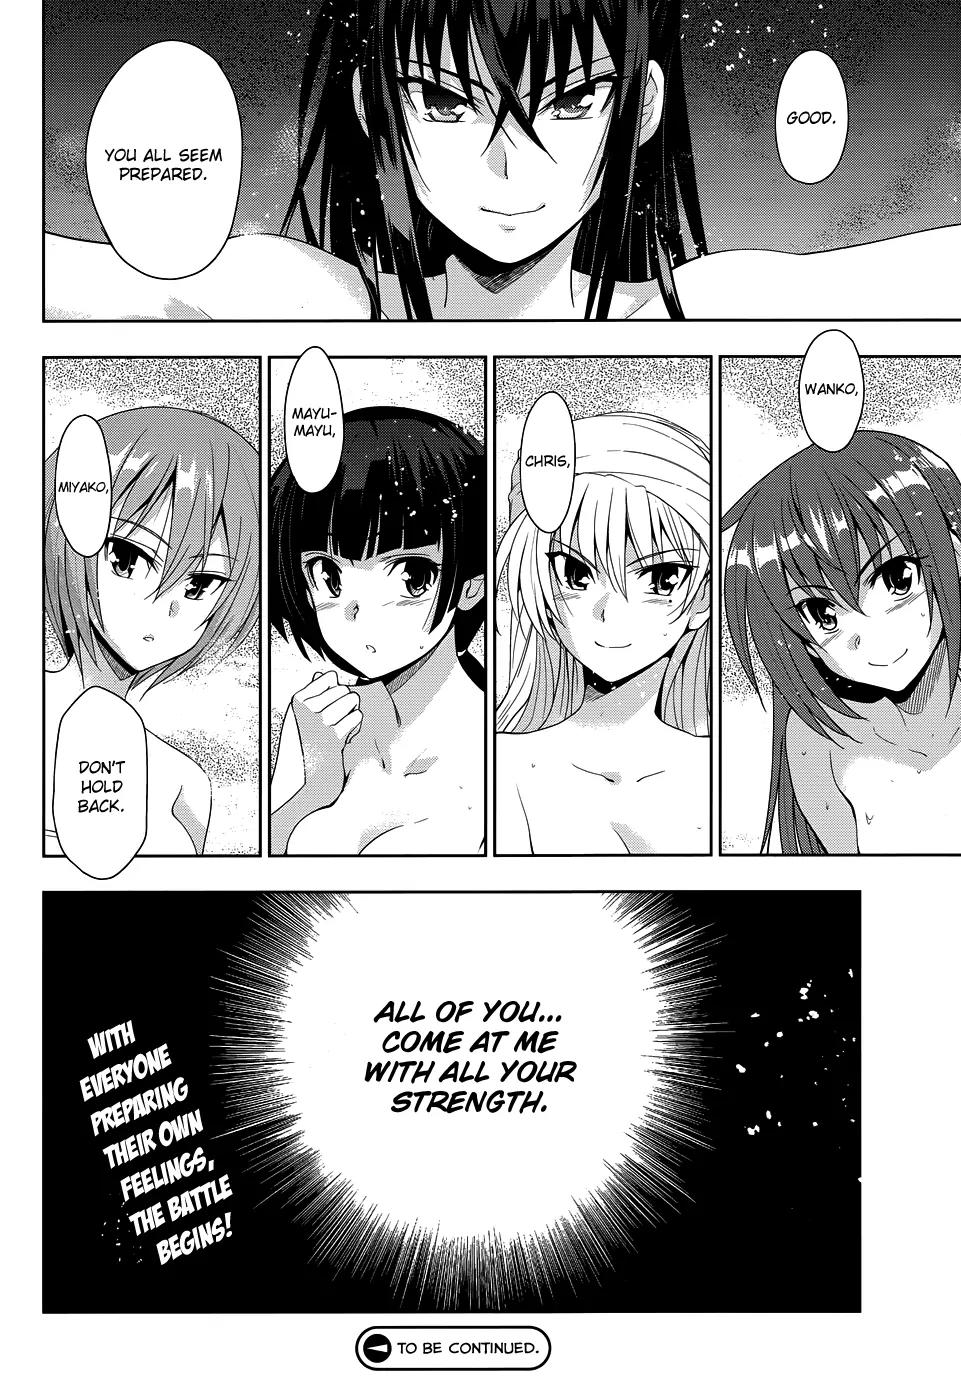 GOOD.
YOU ALL SEEM
PREPARED.
WANKO,
CHRIS,
MAYU-
MAYU,
MIYAKO,
DON'T
HOLD
BACK.
ALL OF YOU...
COME AT ME
WITH ALL YOUR
STRENGTH.
WITH
EVERYONE
PREPARING
THEIR OWN
FEELINGS,
THE BATTLE
BEGINS!
TO BE CONTINUED.